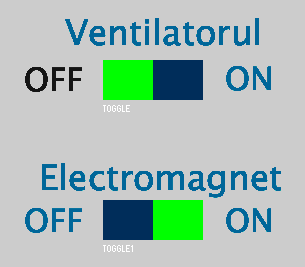 Ventilatorul
OFF ON
TOGGLE
Electromagnet
OFF ON
TOGGLE1